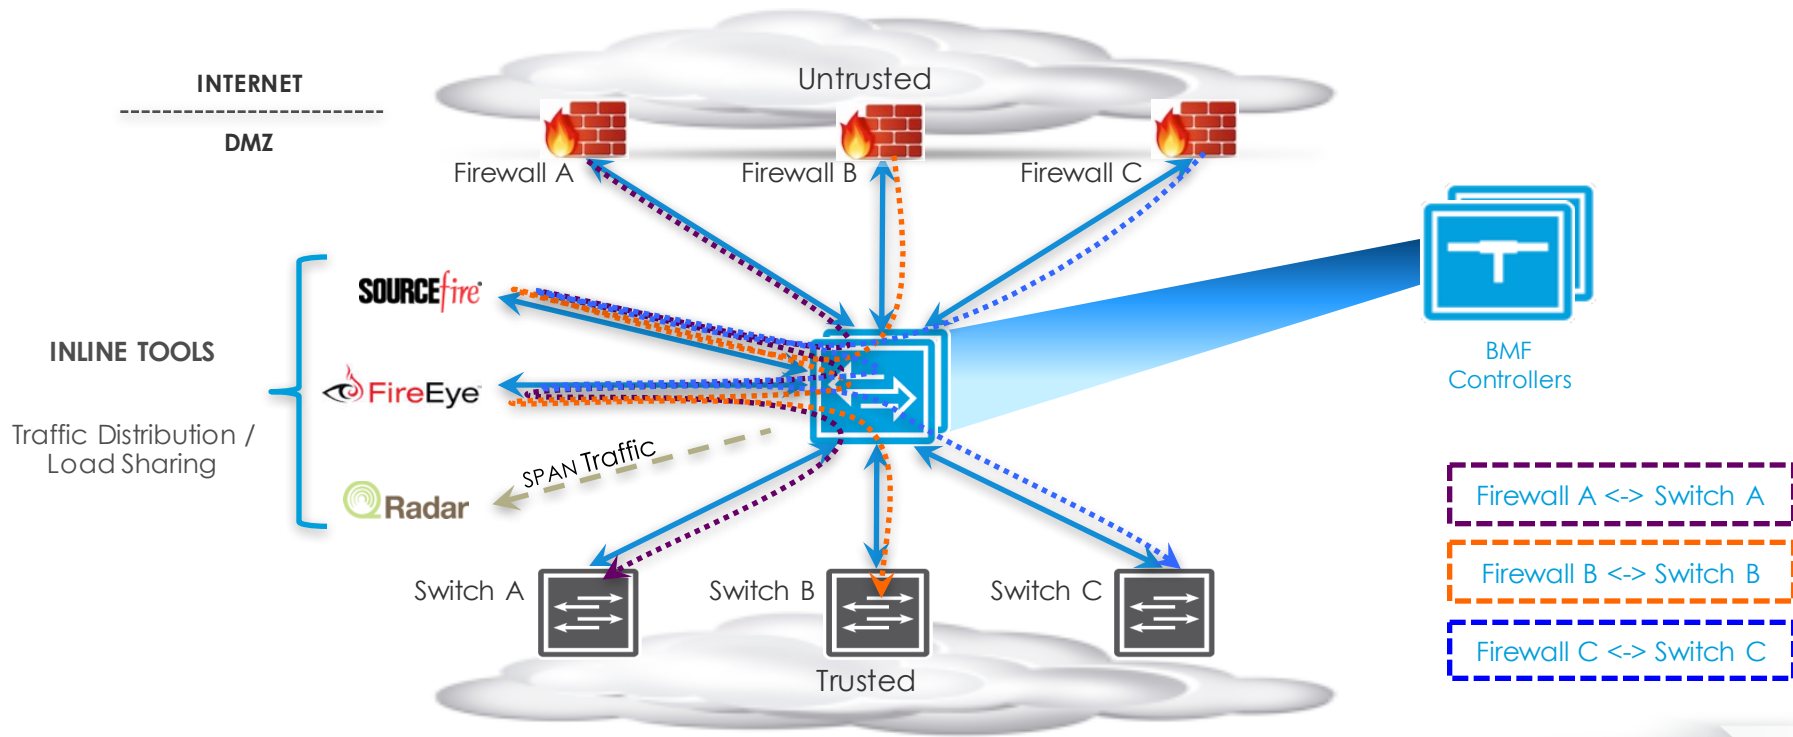 INTERNET
DMZ
Untrusted
Firewall A
Firewall B
Firewall C
SOURCEfire
INLINE TOOLS
FireEye
Traffic Distribution /
Load Sharing
SPAN Traffic
QRadar
BMF
Controllers
Switch A
Switch B
Switch C
Trusted
Firewall A <-> Switch A
Firewall B <-> Switch B
Firewall C <-> Switch C